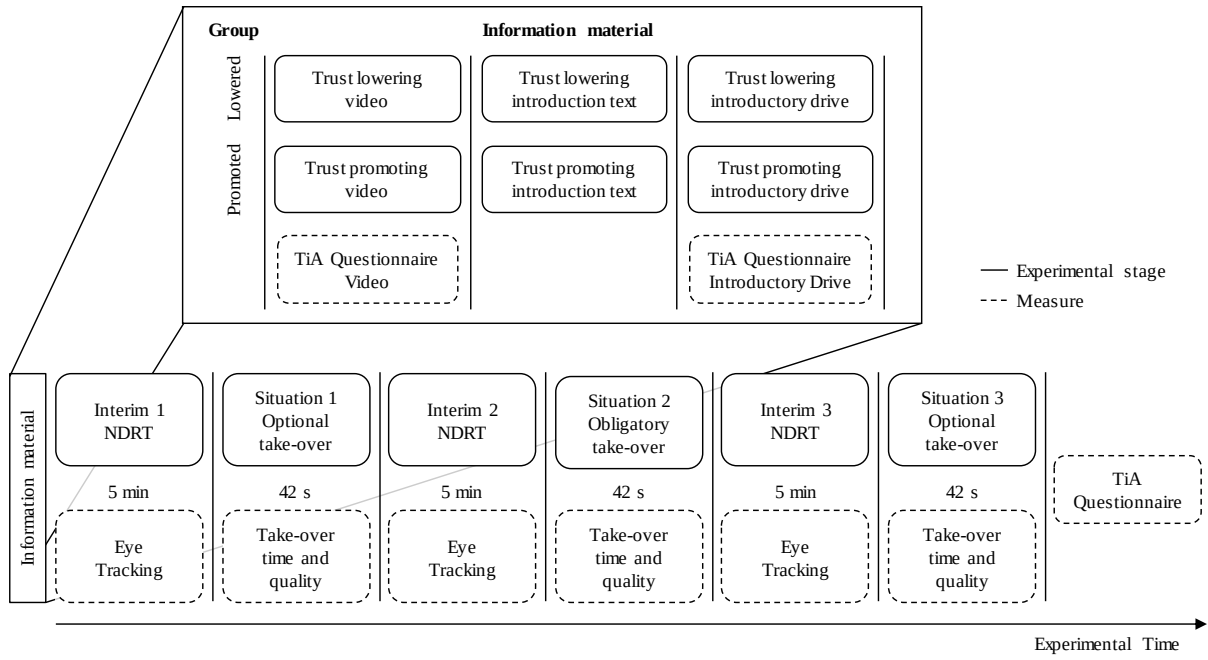 Group Information material
Lowered
Trust lowering
video
Trust lowering
introduction text
Trust lowering
introductory drive
Promoted
Trust promoting
video
Trust promoting
introduction text
Trust promoting
introductory drive
TiA Questionnaire
Video
TiA Questionnaire
Introductory Drive
Experimental stage
Measure
Information material
Interim 1
NDRT
Situation 1
Optional
take-over
Interim 2
NDRT
Situation 2
Obligatory
take-over
Interim 3
NDRT
Situation 3
Optional
take-over
5 min
42 s
5 min
42 s
5 min
42 s
Eye
Tracking
Take-over
time and
quality
Eye
Tracking
Take-over
time and
quality
Eye
Tracking
Take-over
time and
quality
TiA
Questionnaire
Experimental Time